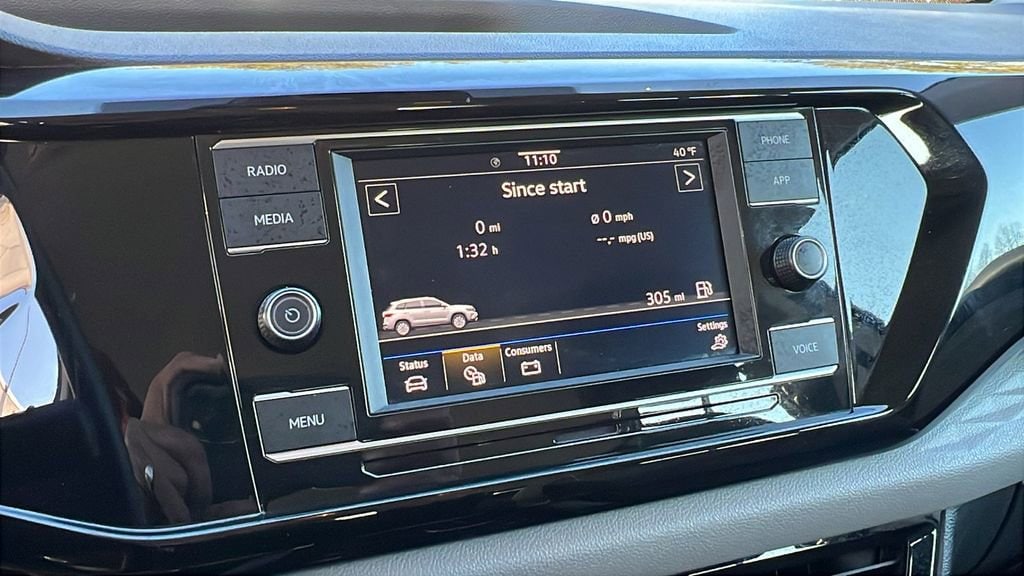 RADIO
MEDIA
MENU
11:10
40 °F
<
Since start
>
0 mi
ø 0 mph
1:32 h
--,- mpg (US)
305 mi
Settings
Status
Data
Consumers
PHONE
APP
VOICE